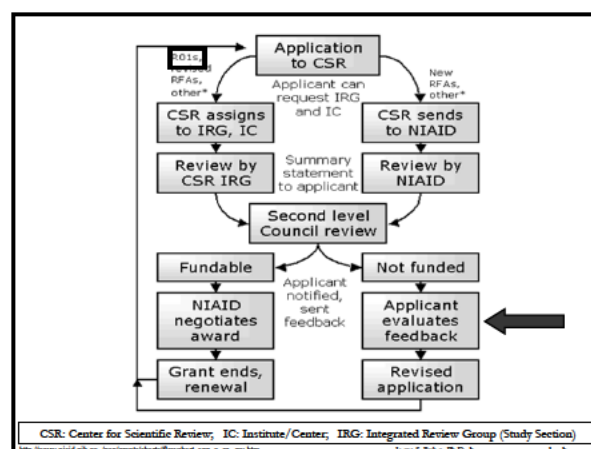 Application
to CSR
R01s,
revised
RFAs,
other*
Applicant can
request IRG
and IC
New
RFAs,
other*
CSR assigns
to IRG, IC
CSR sends
to NIAID
Review by
CSR IRG
Summary
statement
to applicant
Review by
NIAID
Second level
Council review
Fundable
Not funded
Applicant
notified,
sent
feedback
NIAID
negotiates
award
Applicant
evaluates
feedback
Grant ends,
renewal
Revised
application
CSR: Center for Scientific Review; IC: Institute/Center; IRG: Integrated Review Group (Study Section)